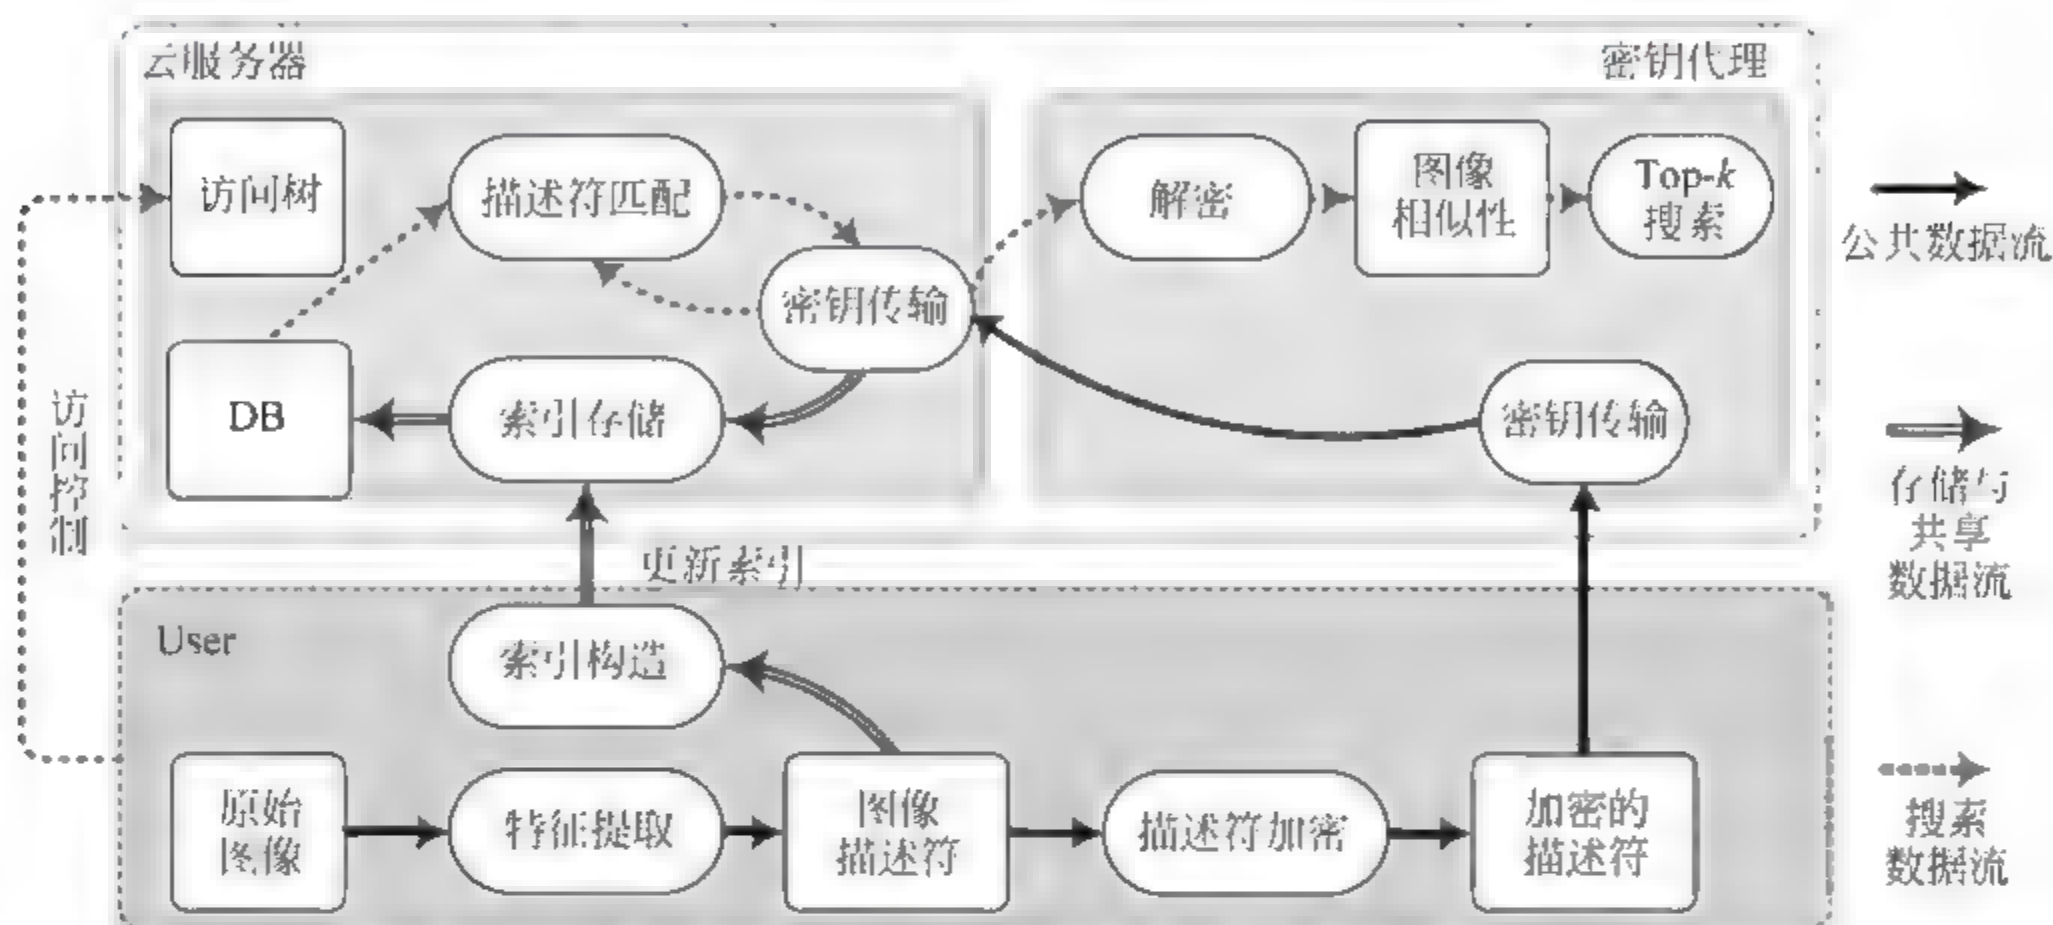 云服务器
密钥代理
访问树
描述符匹配
密钥传输
解密
图像
相似性
Top-k
搜索
公共数据流
DB
索引存储
密钥传输
访问控制
存储与
共享
数据流
更新索引
User
索引构造
原始
图像
特征提取
图像
描述符
描述符加密
加密的
描述符
搜索
数据流